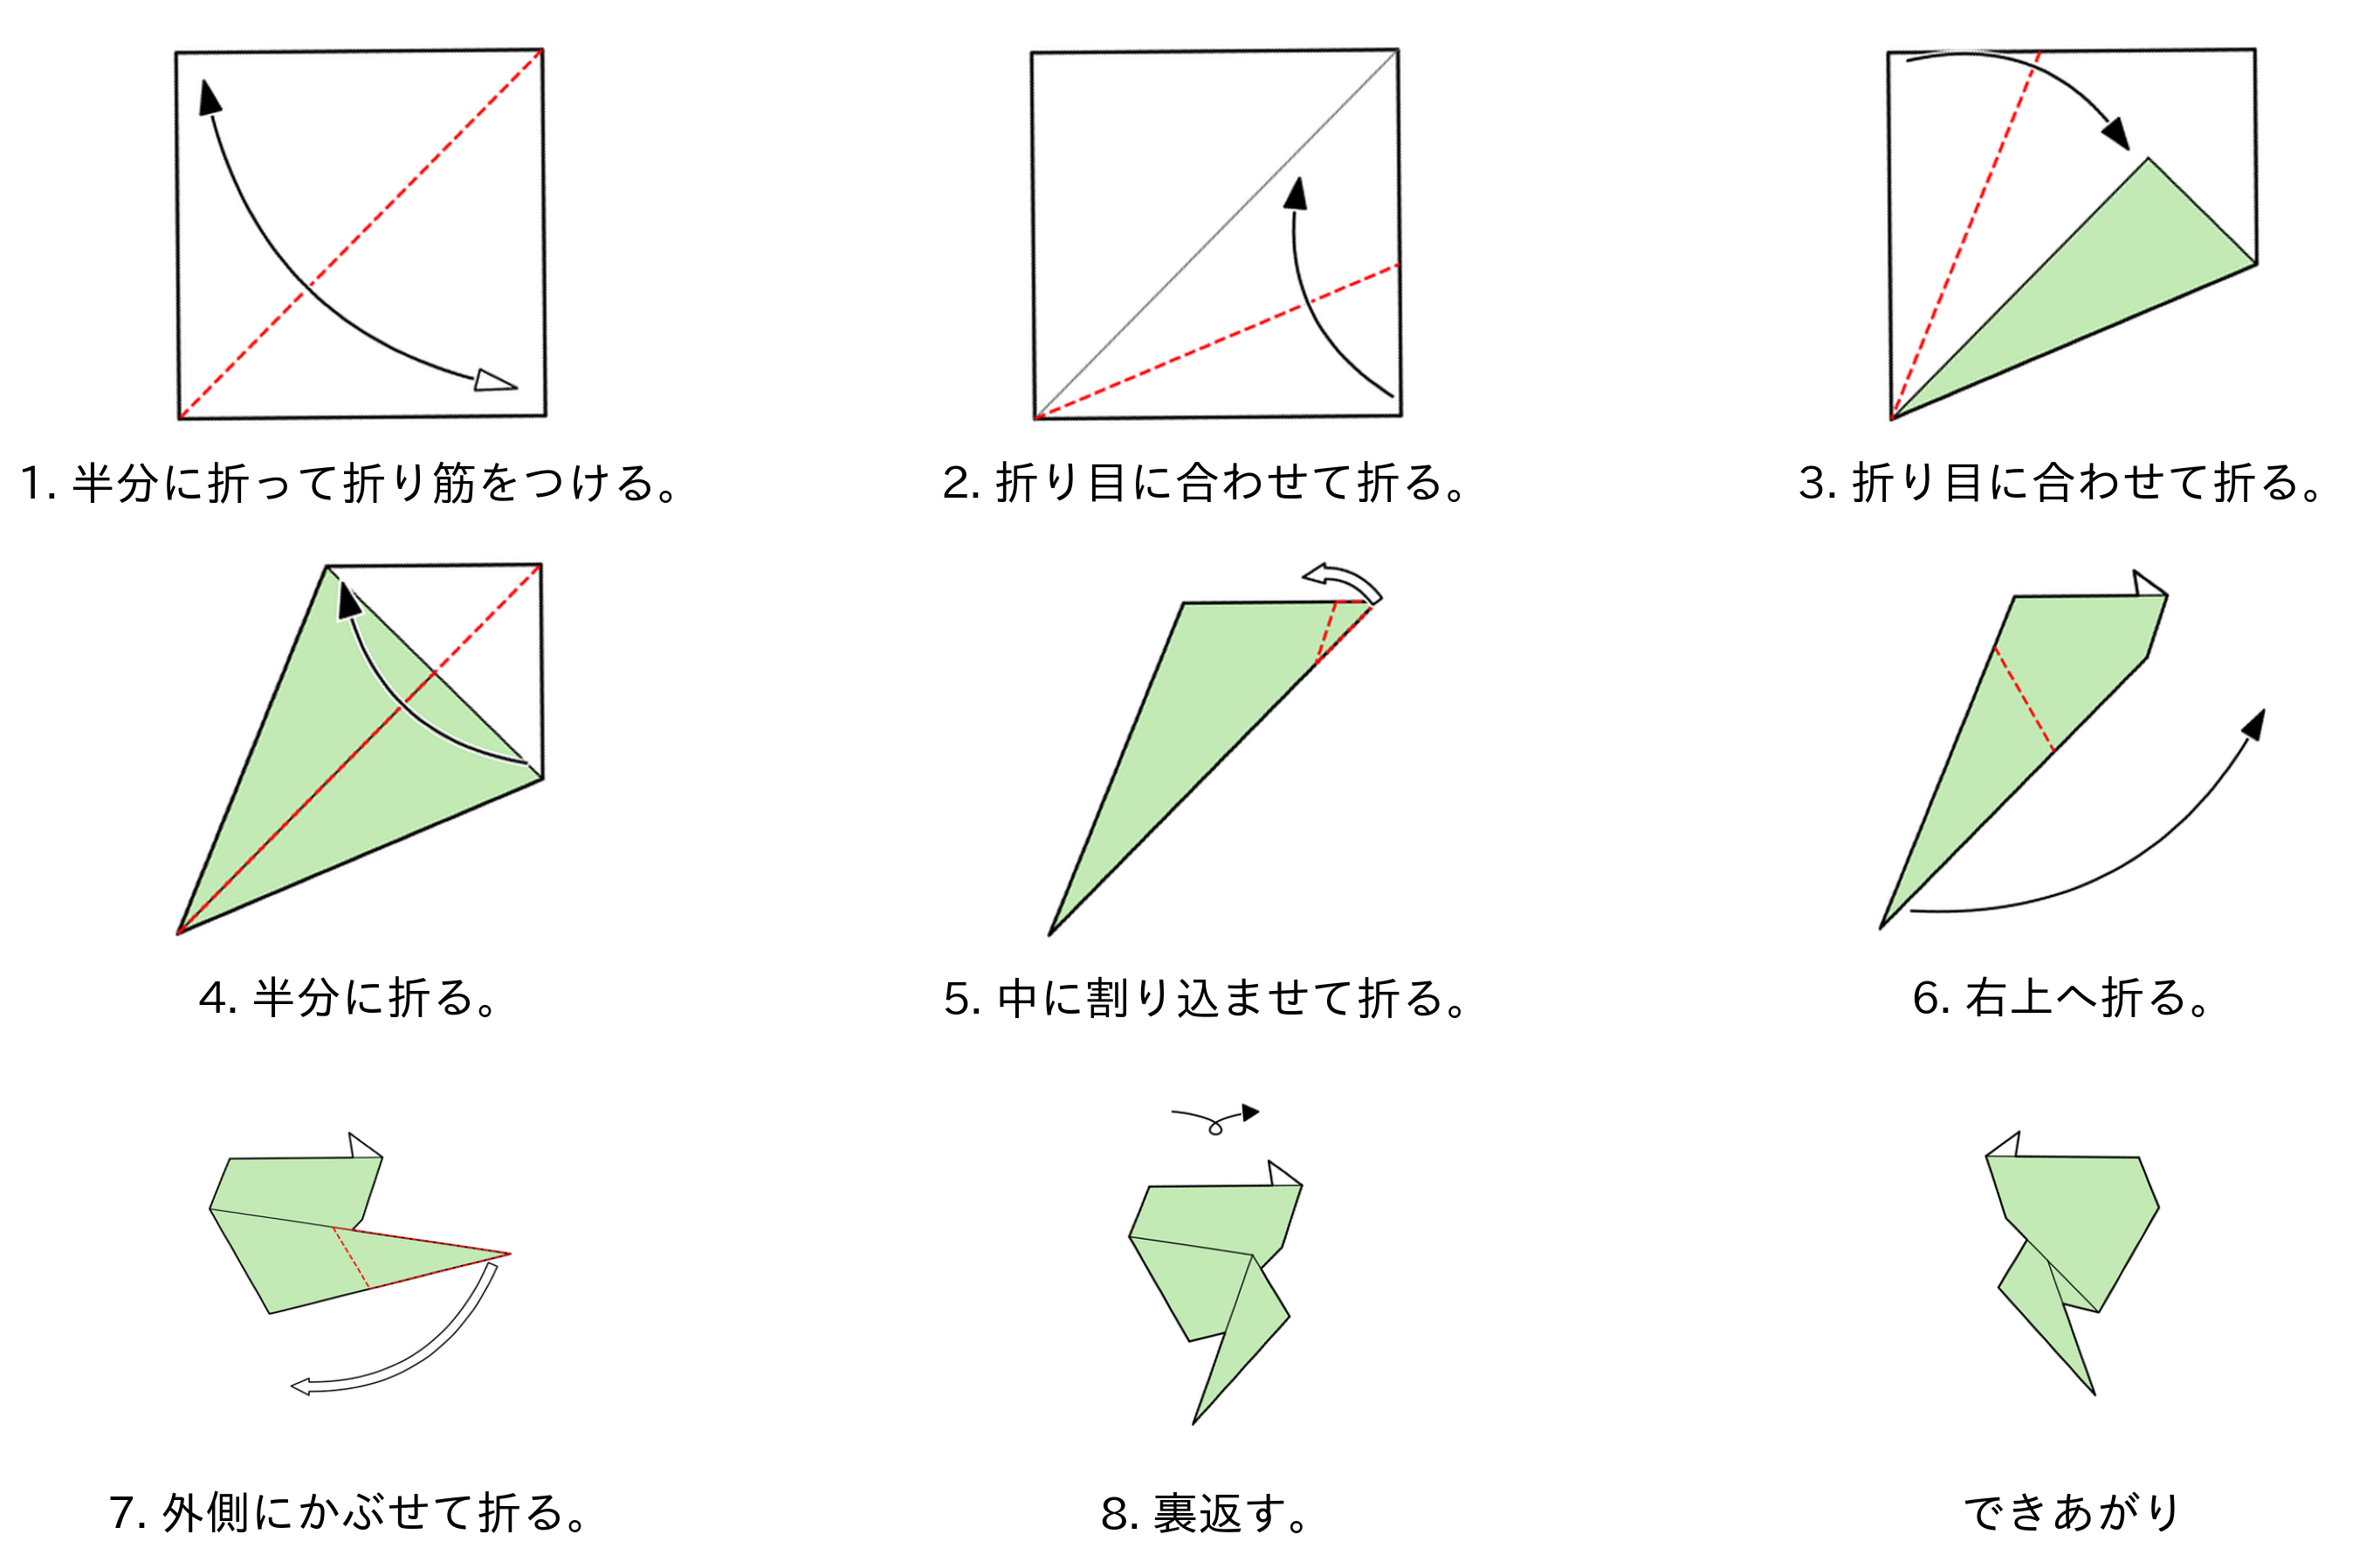 1. 半分に折って折り筋をつける。
2. 折り目に合わせて折る。
3. 折り目に合わせて折る。
4. 半分に折る。
5. 中に割り込ませて折る。
6. 右上へ折る。
7. 外側にかぶせて折る。
8. 裏返す。
できあがり